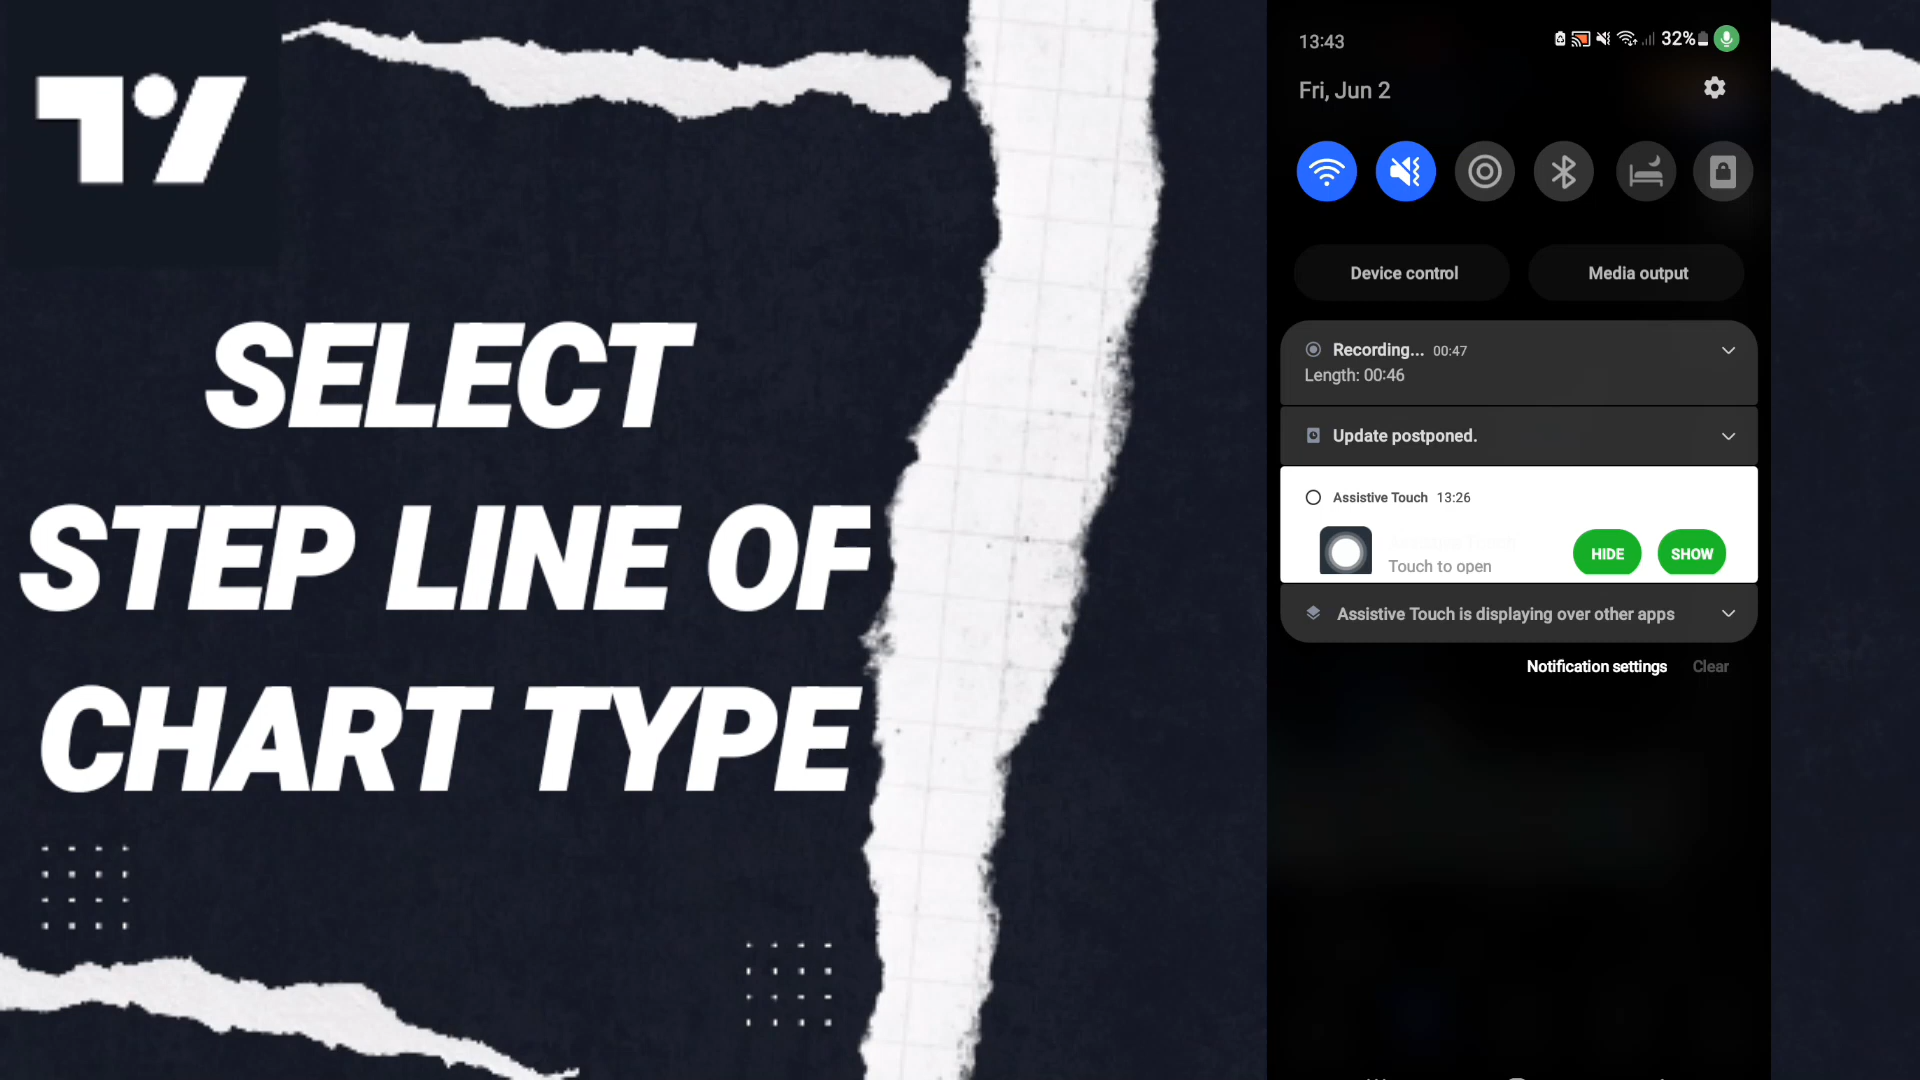 SELECT
STEP LINE OF
CHART TYPE
13:43
32%
Fri, Jun 2
Device control
Media output
Recording... 00:47
Length: 00:46
Update postponed.
Assistive Touch 13:26
Touch to open
HIDE
SHOW
Assistive Touch is displaying over other apps
Notification settings
Clear